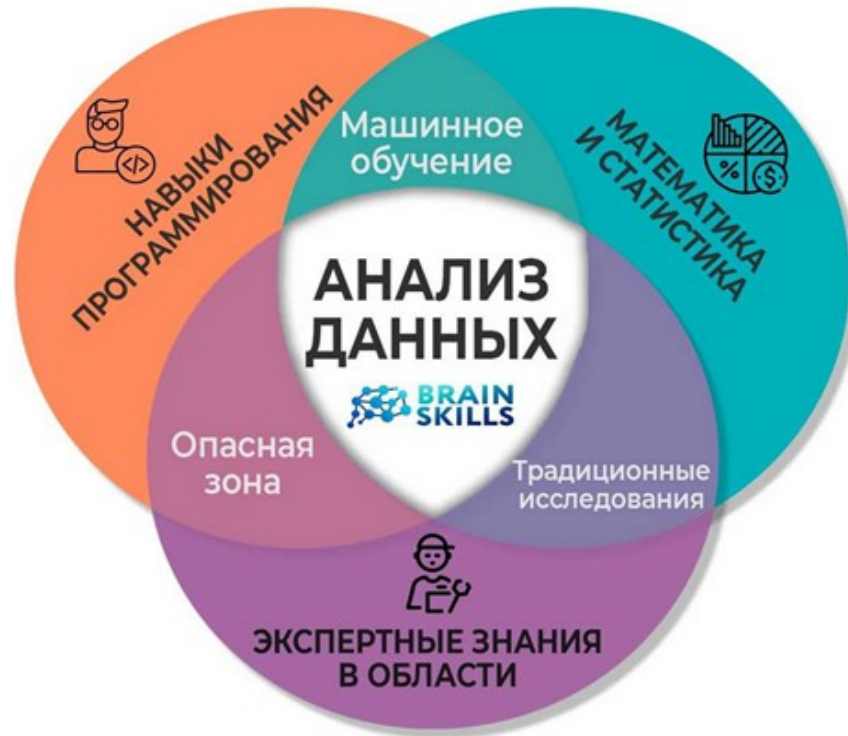 НАВЫКИ
ПРОГРАММИРОВАНИЯ
Машинное
обучение
МАТЕМАТИКА
И СТАТИСТИКА
%
$
</>
АНАЛИЗ
ДАННЫХ
BRAIN
SKILLS
Опасная
зона
Традиционные
исследования
ЭКСПЕРТНЫЕ ЗНАНИЯ
В ОБЛАСТИ